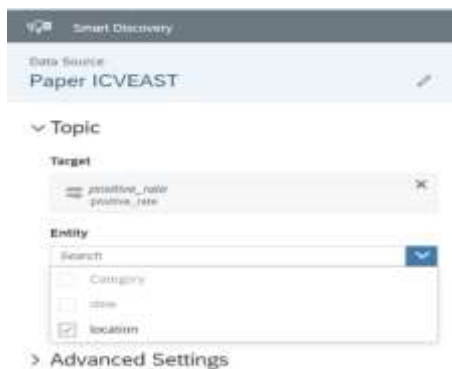 Smart Discovery
Data Source:
Paper ICVEAST
Topic
Target
positive_rate
positive_rate
Entity
Search
Category
date
location
Advanced Settings